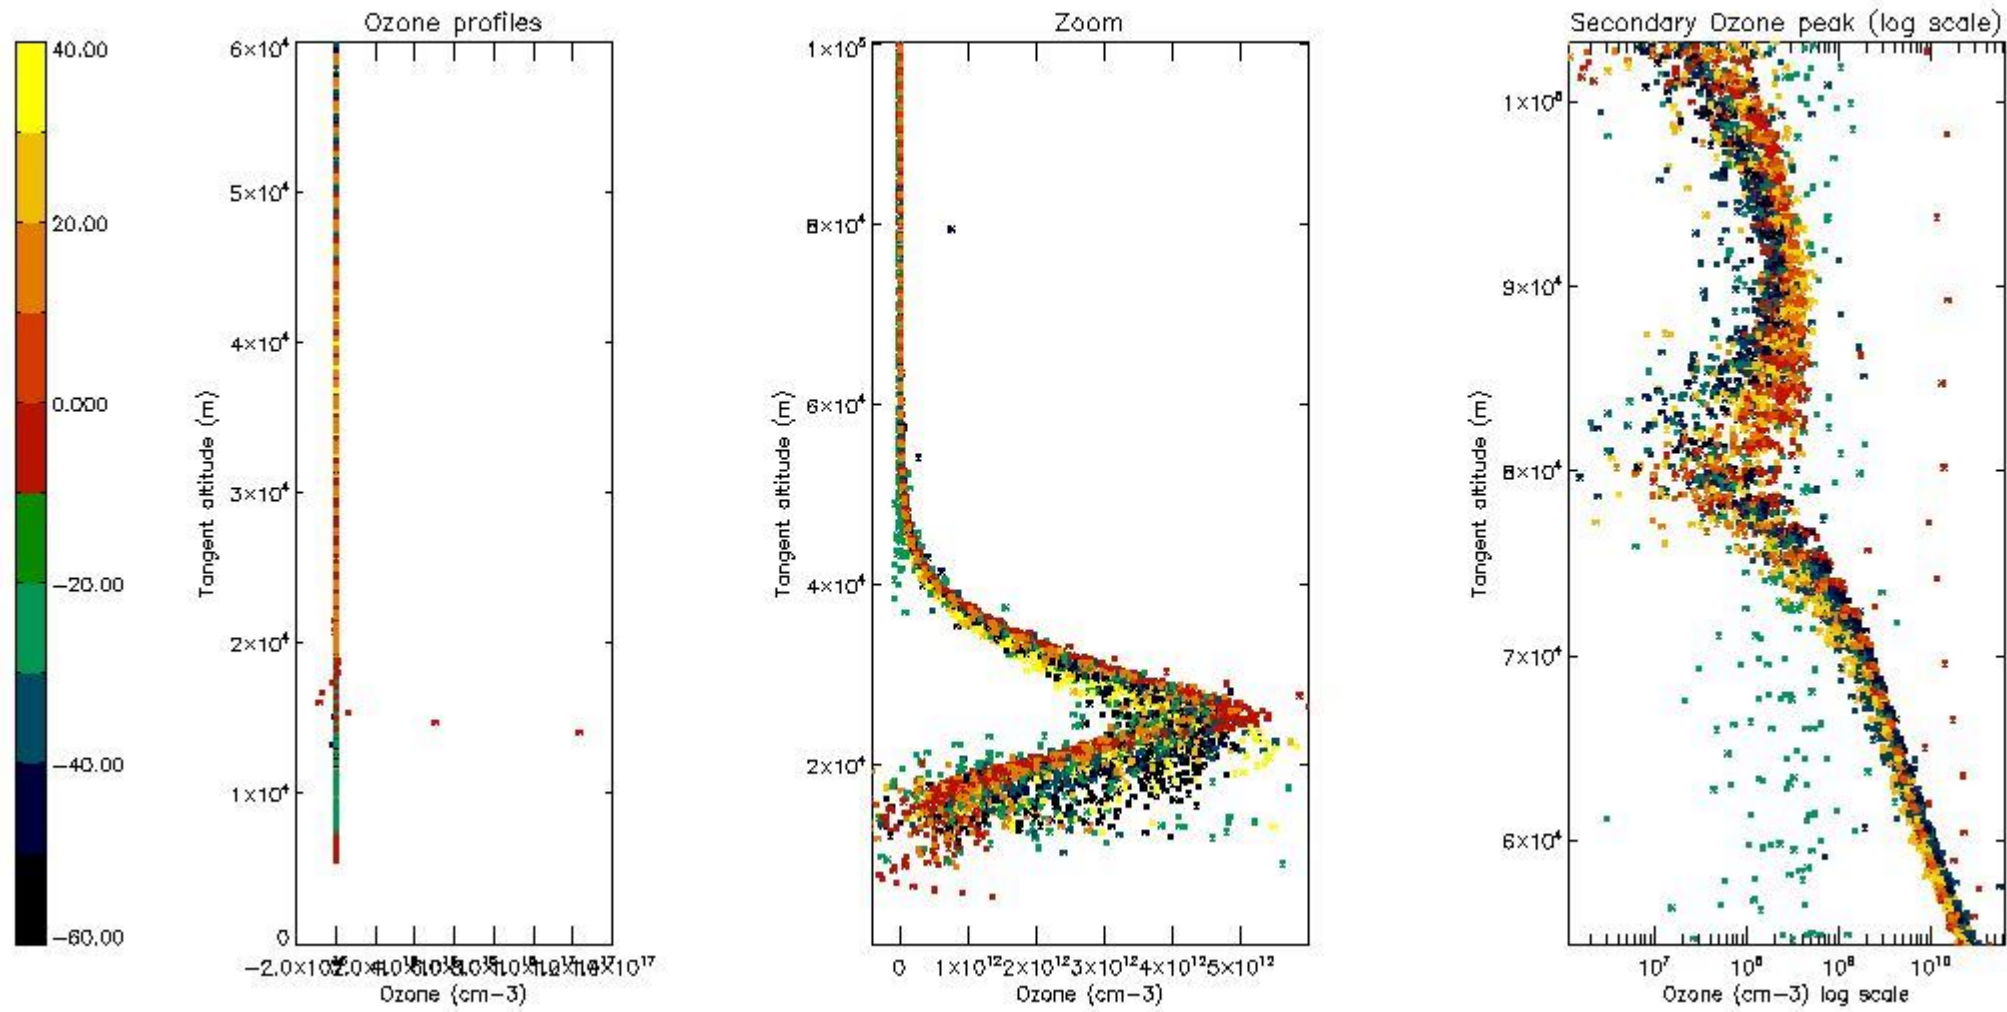 Ozone profiles
Zoom
Secondary Ozone peak (log scale)
40.00
20.00
0.000
−20.00
−40.00
−60.00
6×10⁴
5×10⁴
4×10⁴
3×10⁴
2×10⁴
1×10⁴
0
Tangent altitude (m)
Ozone (cm−3)
1×10⁵
8×10⁴
6×10⁴
4×10⁴
2×10⁴
Tangent altitude (m)
0 1×10¹² 2×10¹² 3×10¹² 4×10¹² 5×10¹²
Ozone (cm−3)
1×10⁵
9×10⁴
8×10⁴
7×10⁴
6×10⁴
Tangent altitude (m)
10⁷ 10⁸ 10⁹ 10¹⁰
Ozone (cm−3) log scale